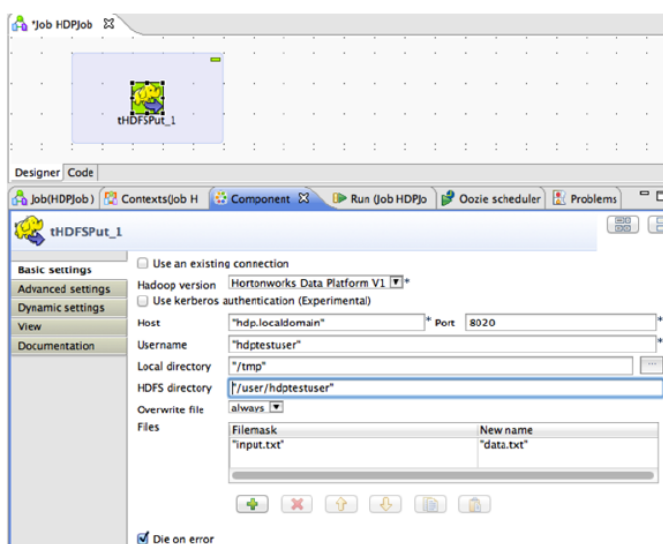 *Job HDPJob
tHDFSPut_1
Designer Code
Job(HDPJob) Contexts(Job H Component Run (Job HDPJo Oozie scheduler Problems
tHDFSPut_1
Basic settings
Advanced settings
Dynamic settings
View
Documentation
Use an existing connection
Hadoop version Hortonworks Data Platform V1 *
Use kerberos authentication (Experimental)
Host "hdp.localdomain" * Port 8020 *
Username "hdptestuser" *
Local directory "/tmp" ...
HDFS directory "/user/hdptestuser"
Overwrite file always
Files Filemask New name
"input.txt" "data.txt"
Die on error